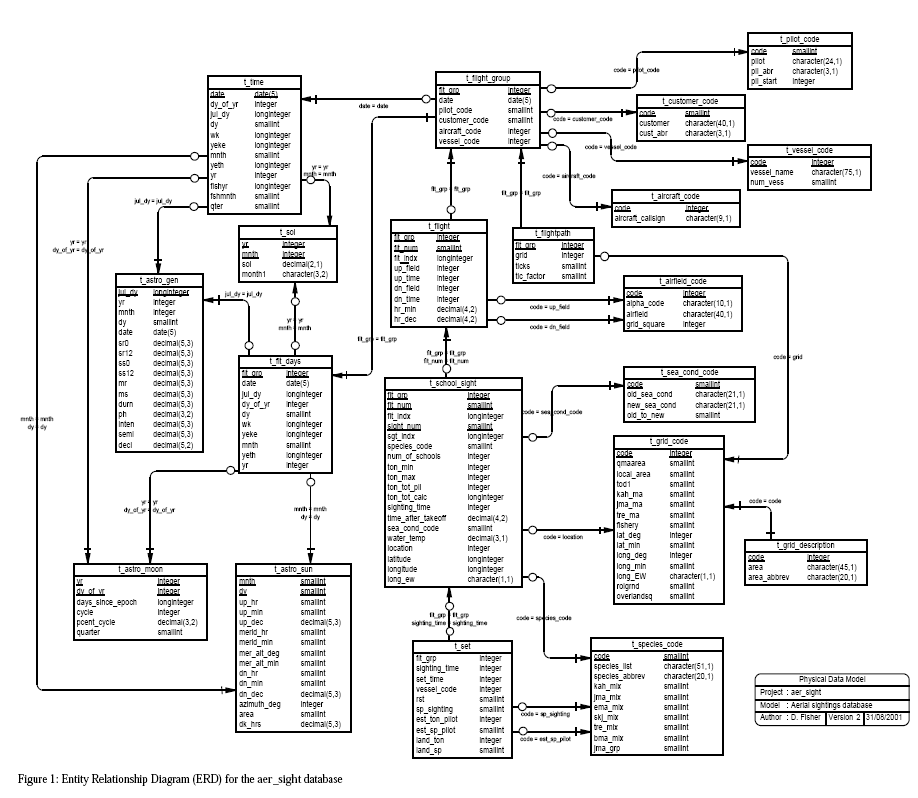 t_pilot_code
code smallint
pilot character(24,1)
pil_abr character(3,1)
pil_start integer
t_time
date date(5)
dy_of_yr integer
jul_dy longinteger
dy smallint
wk longinteger
yeke longinteger
mnth smallint
yeth longinteger
yr integer
fishyr longinteger
fshmnth smallint
qter smallint
t_flight_group
flt_grp integer
date date(5)
pilot_code smallint
customer_code smallint
aircraft_code integer
vessel_code integer
code = pilot_code
date = date
t_customer_code
code smallint
customer character(40,1)
cust_abr character(3,1)
code = customer_code
code = vessel_code
t_vessel_code
code integer
vessel_name character(75,1)
num_vess smallint
code = aircraft_code
t_aircraft_code
code integer
aircraft_callsign character(9,1)
yr = yr
mnth = mnth
flt_grp = flt_grp
flt_grp = flt_grp
jul_dy = jul_dy
t_soi
yr integer
mnth integer
soi decimal(2,1)
month1 character(3,2)
t_flight
flt_grp integer
flt_num smallint
flt_indx longinteger
up_field integer
up_time integer
dn_field integer
dn_time integer
hr_min decimal(4,2)
hr_dec decimal(4,2)
t_flightpath
flt_grp integer
grid integer
ticks smallint
tic_factor smallint
yr = yr
dy_of_yr = dy_of_yr
t_astro_gen
jul_dy longinteger
yr integer
mnth integer
dy smallint
date date(5)
sr0 decimal(5,3)
sr12 decimal(5,3)
ss0 decimal(5,3)
ss12 decimal(5,3)
mr decimal(5,3)
ms decimal(5,3)
durn decimal(5,3)
ph decimal(3,2)
inten decimal(5,3)
semi decimal(5,3)
decl decimal(5,2)
jul_dy = jul_dy
yr = yr
mnth = mnth
flt_grp = flt_grp
t_airfield_code
code integer
alpha_code character(10,1)
airfield character(40,1)
grid_square integer
code = up_field
code = dn_field
code = grid
t_flt_days
flt_grp integer
date date(5)
jul_dy longinteger
dy_of_yr integer
dy smallint
wk longinteger
yeke longinteger
mnth smallint
yeth longinteger
yr integer
flt_grp = flt_grp
flt_num = flt_num
t_school_sight
flt_grp integer
flt_num smallint
flt_indx longinteger
sight_num smallint
sgt_indx longinteger
species_code smallint
num_of_schools integer
ton_min integer
ton_max integer
ton_tot_pil longinteger
ton_tot_calc longinteger
sighting_time integer
time_after_takeoff decimal(4,2)
sea_cond_code smallint
water_temp decimal(3,1)
location integer
latitude longinteger
longitude longinteger
long_ew character(1,1)
t_sea_cond_code
code smallint
old_sea_cond character(21,1)
new_sea_cond character(21,1)
old_to_new smallint
code = sea_cond_code
t_grid_code
code integer
qmaarea smallint
local_area smallint
tod1 smallint
kah_ma smallint
jma_ma smallint
tre_ma smallint
fishery smallint
lat_deg integer
lat_min smallint
long_deg integer
long_min smallint
long_EW character(1,1)
rolgrnd smallint
overlandsq smallint
mnth = mnth
dy = dy
yr = yr
dy_of_yr = dy_of_yr
mnth = mnth
dy = dy
code = location
code = code
t_grid_description
code integer
area character(45,1)
area_abbrev character(20,1)
t_astro_moon
yr integer
dy_of_yr integer
days_since_epoch longinteger
cycle integer
pcent_cycle decimal(3,2)
quarter smallint
t_astro_sun
mnth smallint
dy smallint
up_hr smallint
up_min smallint
up_dec decimal(5,3)
merid_hr smallint
merid_min smallint
mer_alt_deg smallint
mer_alt_min smallint
dn_hr smallint
dn_min smallint
dn_dec decimal(5,3)
azimuth_deg integer
area smallint
dk_hrs decimal(5,3)
flt_grp = flt_grp
sighting_time = sighting_time
code = species_code
t_set
flt_grp integer
sighting_time integer
set_time integer
vessel_code integer
rst smallint
sp_sighting smallint
est_ton_pilot integer
est_sp_pilot smallint
land_ton integer
land_sp smallint
code = sp_sighting
code = est_sp_pilot
t_species_code
code smallint
species_list character(51,1)
species_abbrev character(20,1)
kah_mix smallint
jma_mix smallint
ema_mix smallint
skj_mix smallint
tre_mix smallint
bma_mix smallint
jma_grp smallint
Physical Data Model
Project : aer_sight
Model : Aerial sightings database
Author : D. Fisher Version 2 31/08/2001
Figure 1: Entity Relationship Diagram (ERD) for the aer_sight database